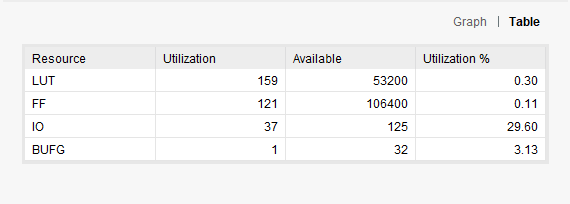 Graph | Table
Resource Utilization Available Utilization %
LUT 159 53200 0.30
FF 121 106400 0.11
IO 37 125 29.60
BUFG 1 32 3.13